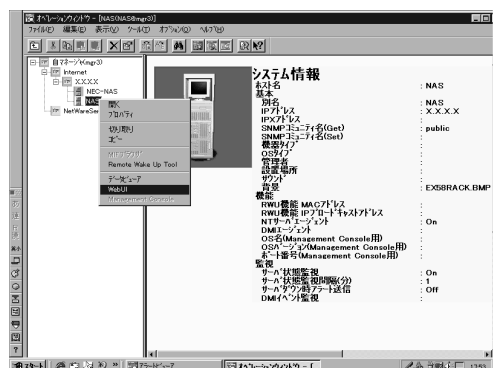 ｵﾍﾟﾚｰｼｮﾝｳｨﾝﾄﾞｳ - [NAS(NAS@mgr3)]
ﾌｧｲﾙ(F) 編集(E) 表示(V) ﾂｰﾙ(T) ｵﾌﾟｼｮﾝ(O) ﾍﾙﾌﾟ(H)
自ﾏﾈｰｼﾞｬ(mgr3)
Internet
X.X.X.X
NEC-NAS
NAS
NetWareSer
開く
ﾌﾟﾛﾊﾟﾃｨ
切り取り
ｺﾋﾟｰ
MIBﾌﾞﾗｳｻﾞ
Remote Wake Up Tool
ﾃﾞｰﾀﾋﾞｭｰｱ
WebUI
Management Console
システム情報
ﾎｽﾄ名 : NAS
基本
別名 : NAS
IPｱﾄﾞﾚｽ : X.X.X.X
IPXｱﾄﾞﾚｽ :
SNMPｺﾐｭﾆﾃｨ名(Get) : public
SNMPｺﾐｭﾆﾃｨ名(Set) :
機器ﾀｲﾌﾟ :
OSﾀｲﾌﾟ :
管理者 :
設置場所 :
ｻｳﾝﾄﾞ :
背景 : EX58RACK.BMP
機能
RWU機能 MACｱﾄﾞﾚｽ :
RWU機能 IPﾌﾞﾛｰﾄﾞｷｬｽﾄｱﾄﾞﾚｽ :
NTｻｰﾊﾞｴｰｼﾞｪﾝﾄ : On
DMIｴｰｼﾞｪﾝﾄ :
OS名(Management Console用) :
OSﾊﾞｰｼﾞｮﾝ(Management Console用) :
ﾎﾟｰﾄ番号(Management Console用) :
監視
ｻｰﾊﾞ状態監視 : On
ｻｰﾊﾞ状態監視間隔(分) : 1
ｻｰﾊﾞﾀﾞｳﾝ時ｱﾗｰﾄ送信 : Off
DMIｲﾍﾞﾝﾄ監視 :
ｽﾀｰﾄ
ｱﾗｰﾄﾋﾞｭｰｱ
ｵﾍﾟﾚｰｼｮﾝｳｨﾝﾄﾞｳ - [